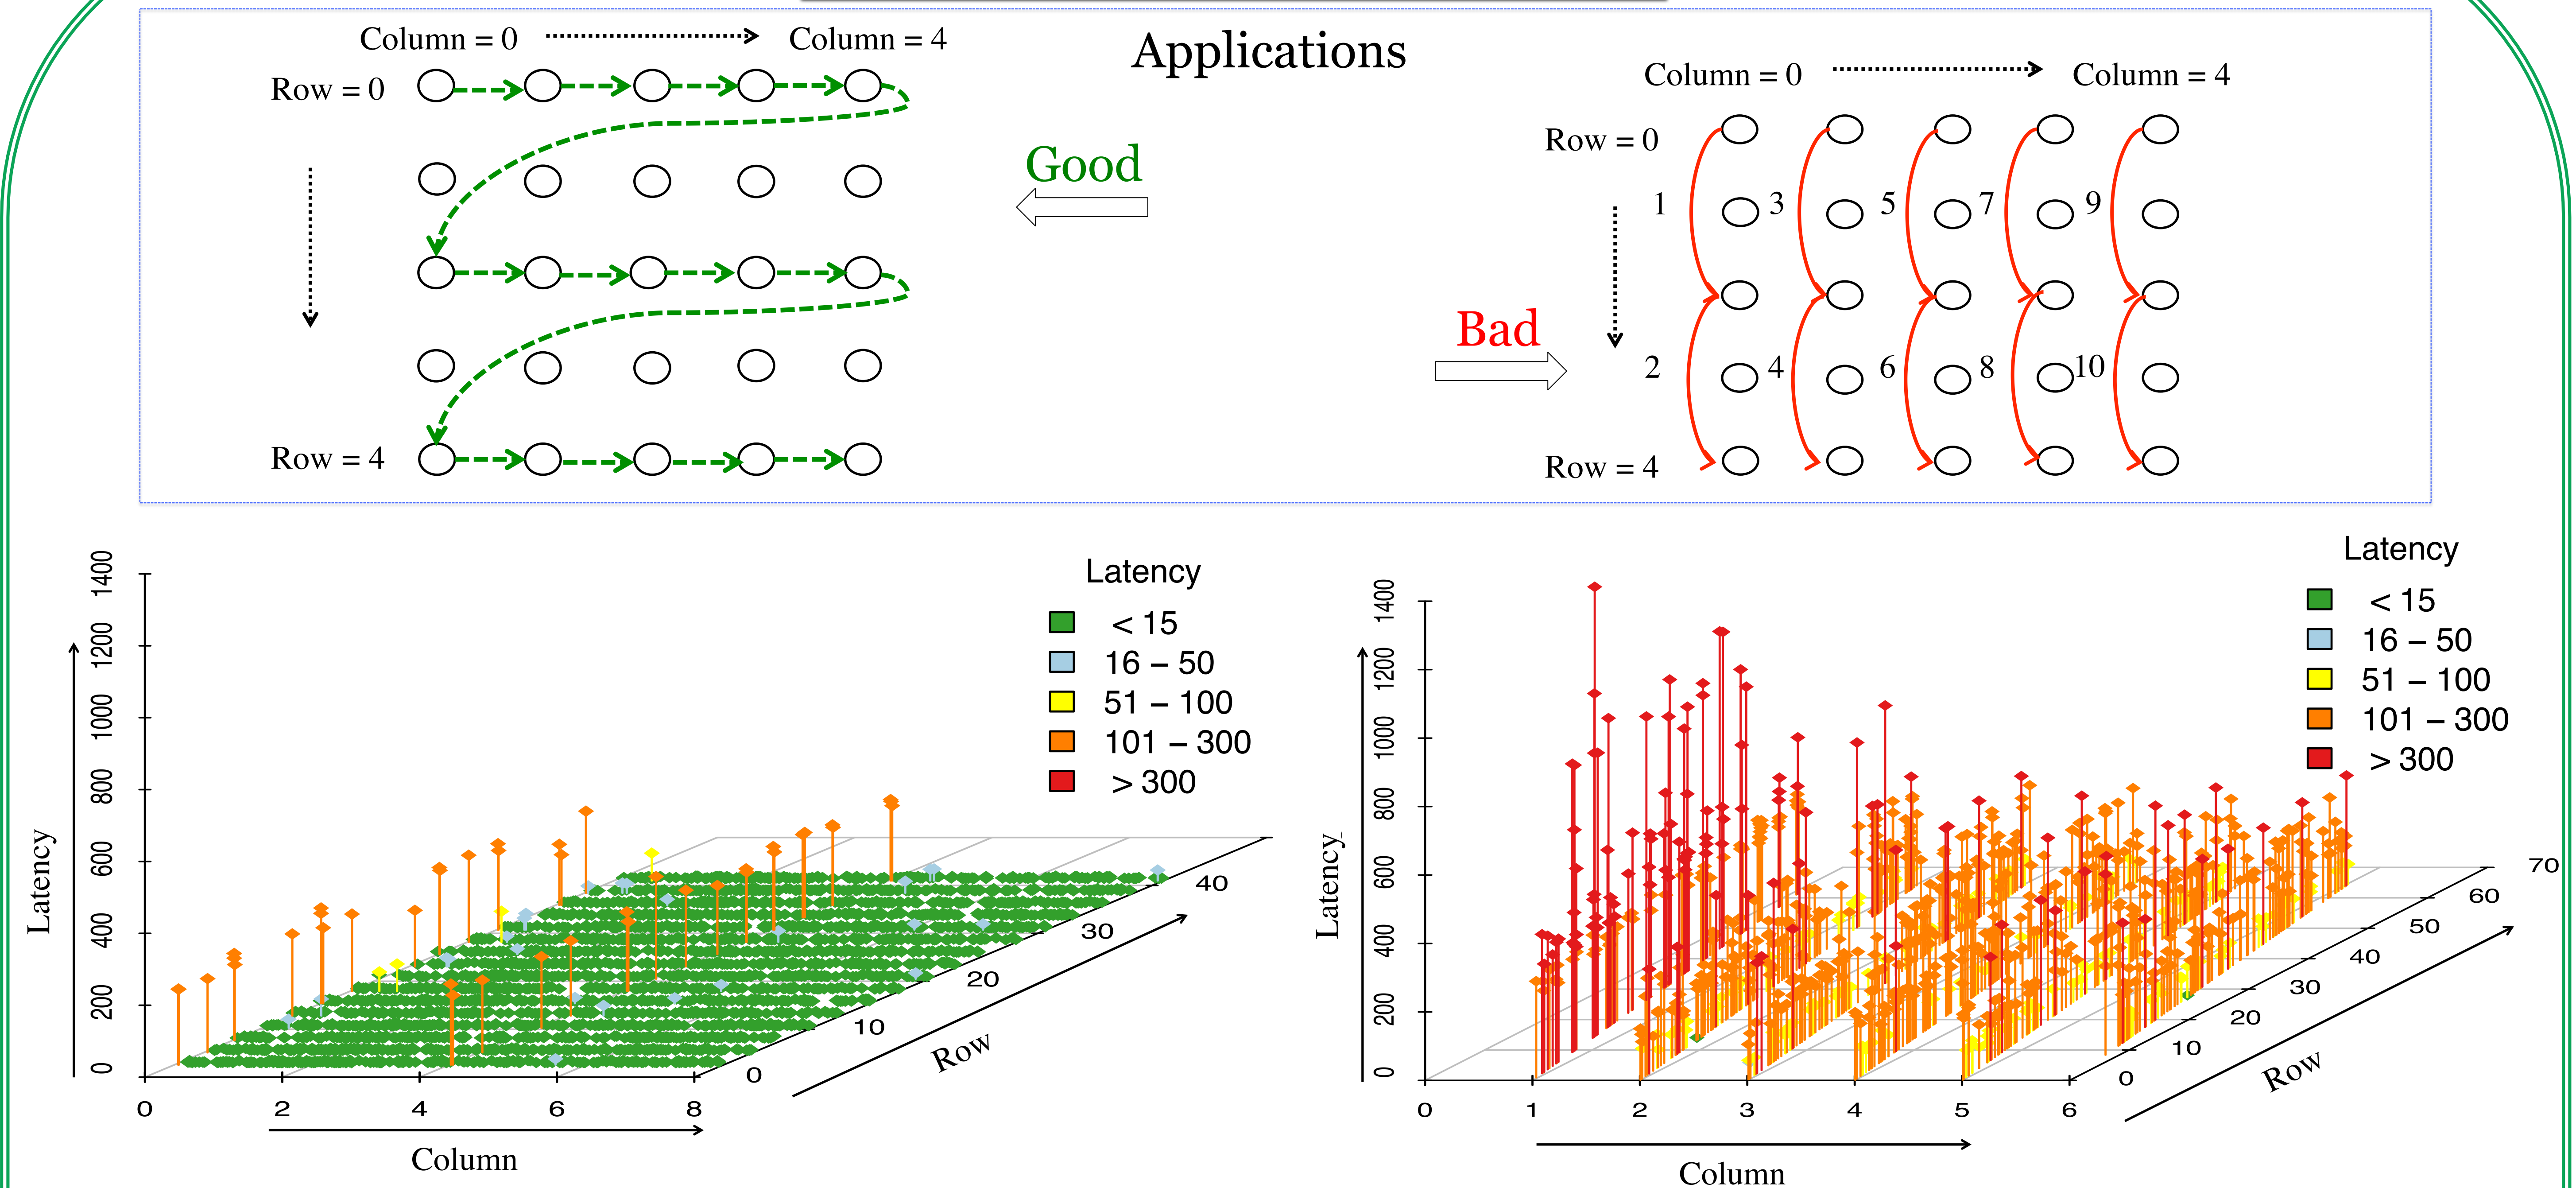 Applications
Column = 0
Column = 4
Row = 0
Row = 4
Good
Bad
Column = 0
Column = 4
Row = 0
1
3
5
7
9
2
4
6
8
10
Row = 4
Latency
< 15
16 – 50
51 – 100
101 – 300
> 300
1400
1200
1000
800
600
400
200
0
Latency
0
2
4
6
8
Column
0
10
20
30
40
Row
Latency
< 15
16 – 50
51 – 100
101 – 300
> 300
1400
1200
1000
800
600
400
200
0
Latency
0
1
2
3
4
5
6
Column
0
10
20
30
40
50
60
70
Row